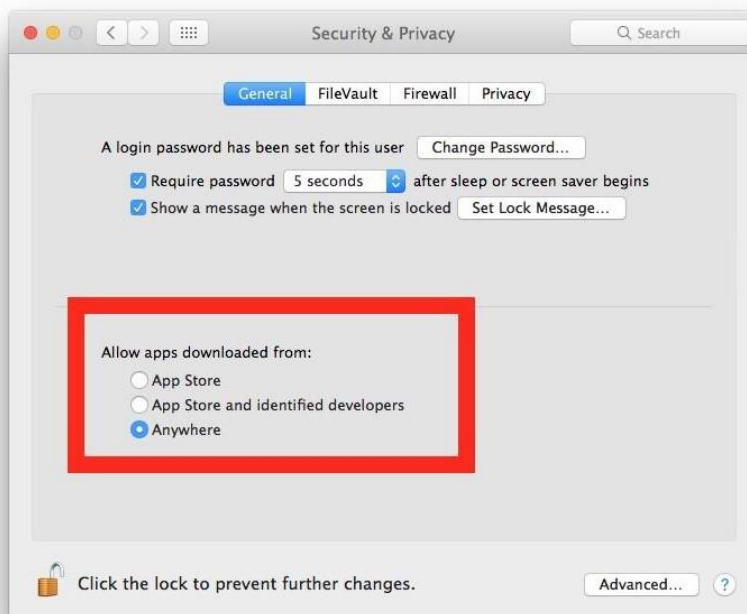 Security & Privacy
Search
General FileVault Firewall Privacy
A login password has been set for this user Change Password...
Require password 5 seconds after sleep or screen saver begins
Show a message when the screen is locked Set Lock Message...
Allow apps downloaded from:
App Store
App Store and identified developers
Anywhere
Click the lock to prevent further changes.
Advanced... ?